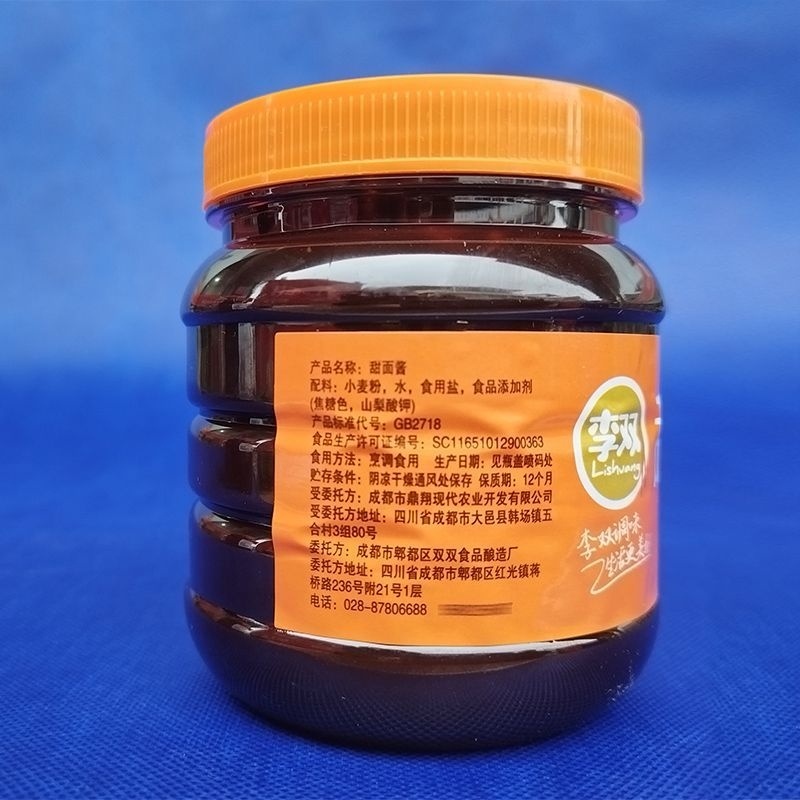 产品名称：甜面酱
配料：小麦粉，水，食用盐，食品添加剂
(焦糖色，山梨酸钾)
产品标准代号：GB2718
食品生产许可证编号：SC11651012900363
食用方法：烹调食用 生产日期：见瓶盖喷码处
贮存条件：阴凉干燥通风处保存 保质期：12个月
受委托方：成都市鼎翔现代农业开发有限公司
受委托方地址：四川省成都市大邑县韩场镇五
合村3组80号
委托方：成都市郫都区双双食品酿造厂
委托方地址：四川省成都市郫都区红光镇蒋
桥路236号附21号1层
电话：028-87806688
李双
Lishuang
李双调味
生活更美